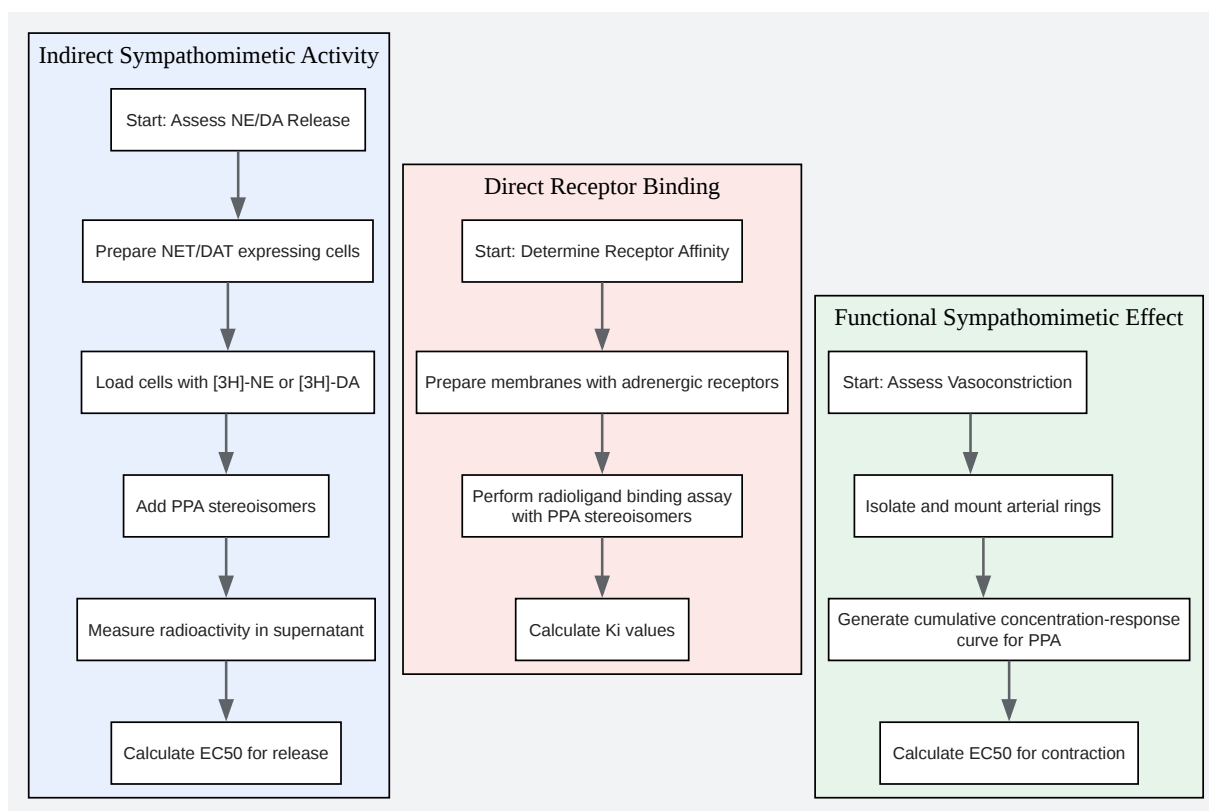 Indirect Sympathomimetic Activity
Start: Assess NE/DA Release
Prepare NET/DAT expressing cells
Load cells with [3H]-NE or [3H]-DA
Add PPA stereoisomers
Measure radioactivity in supernatant
Calculate EC50 for release
Direct Receptor Binding
Start: Determine Receptor Affinity
Prepare membranes with adrenergic receptors
Perform radioligand binding assay
with PPA stereoisomers
Calculate Ki values
Functional Sympathomimetic Effect
Start: Assess Vasoconstriction
Isolate and mount arterial rings
Generate cumulative concentration-response
curve for PPA
Calculate EC50 for contraction